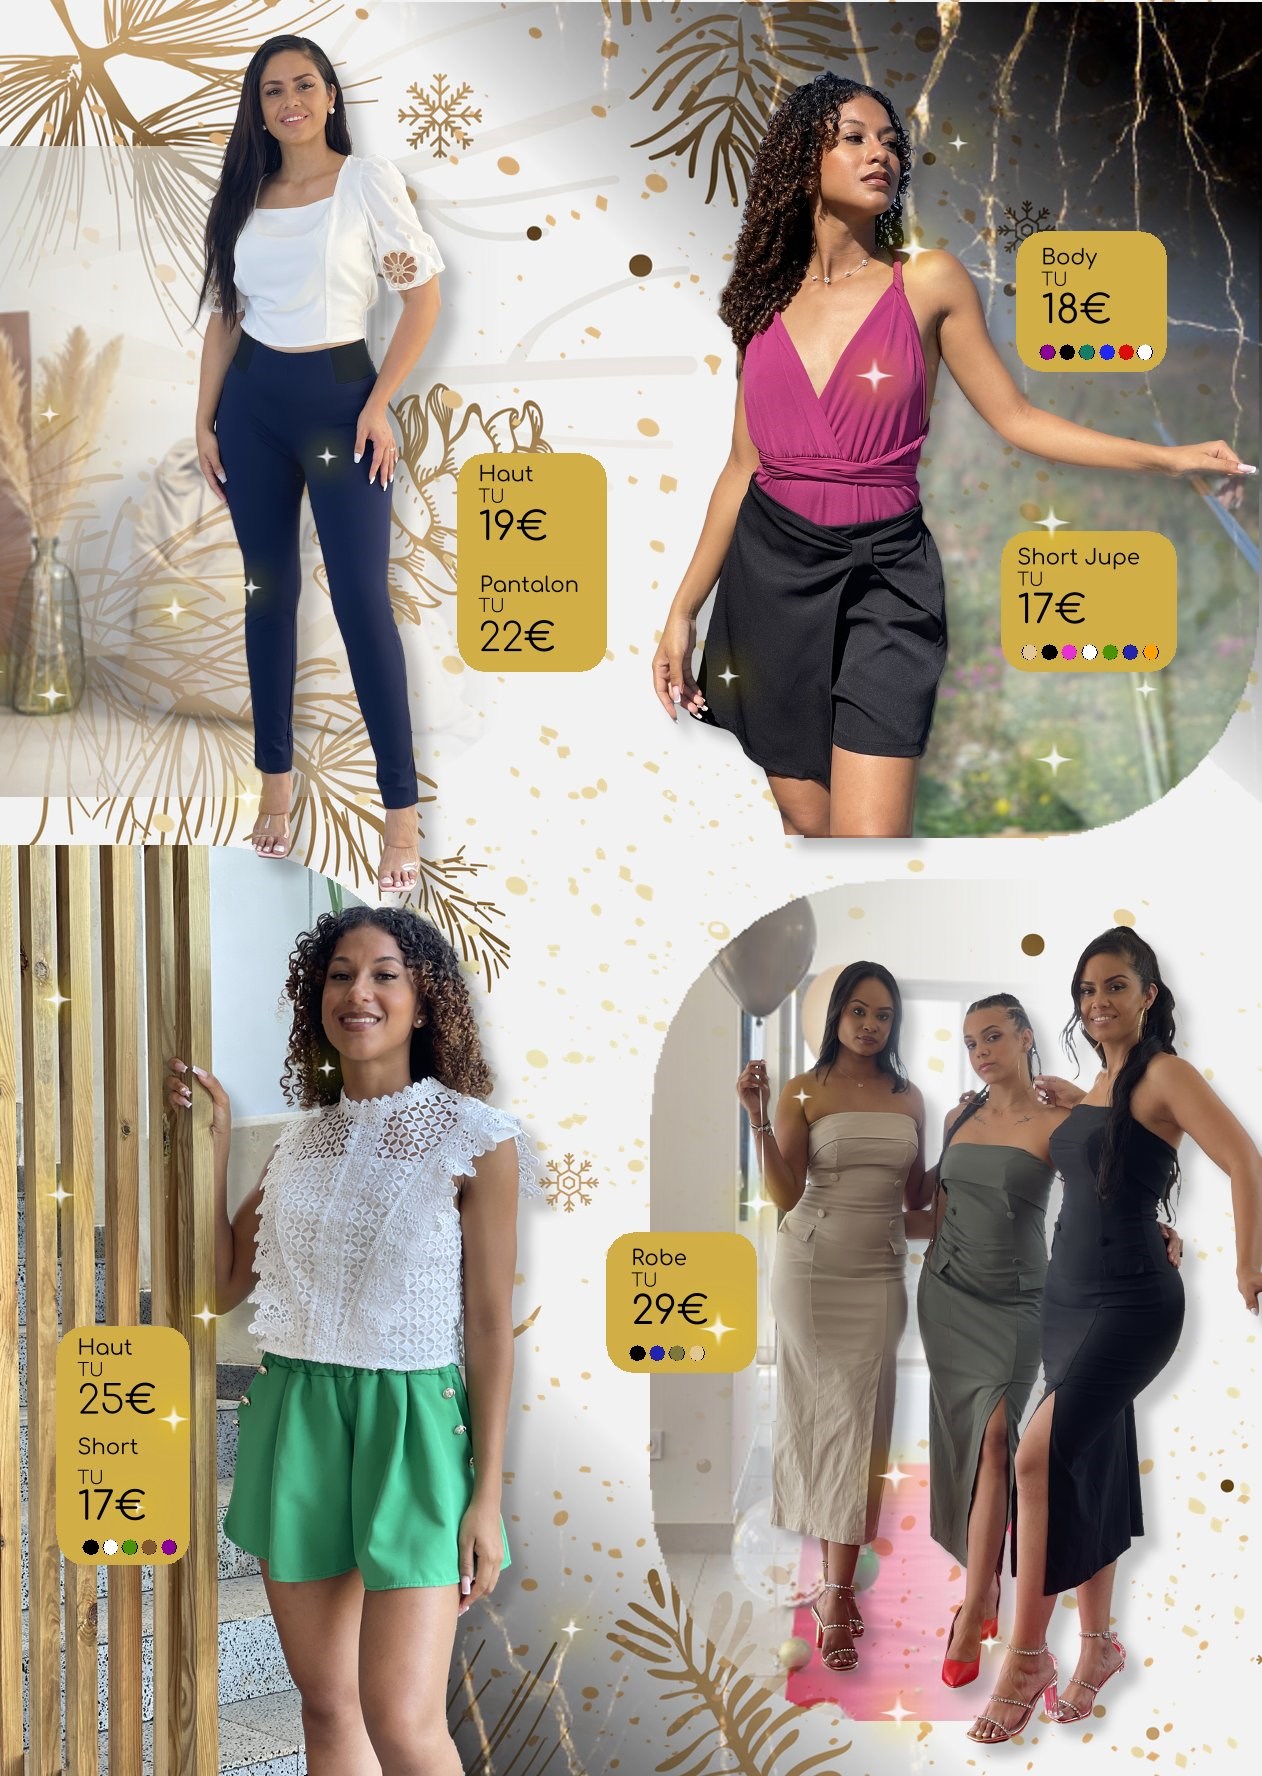 Haut
TU
19€
Pantalon
TU
22€
Body
TU
18€
Short Jupe
TU
17€
Haut
TU
25€
Short
TU
17€
Robe
TU
29€